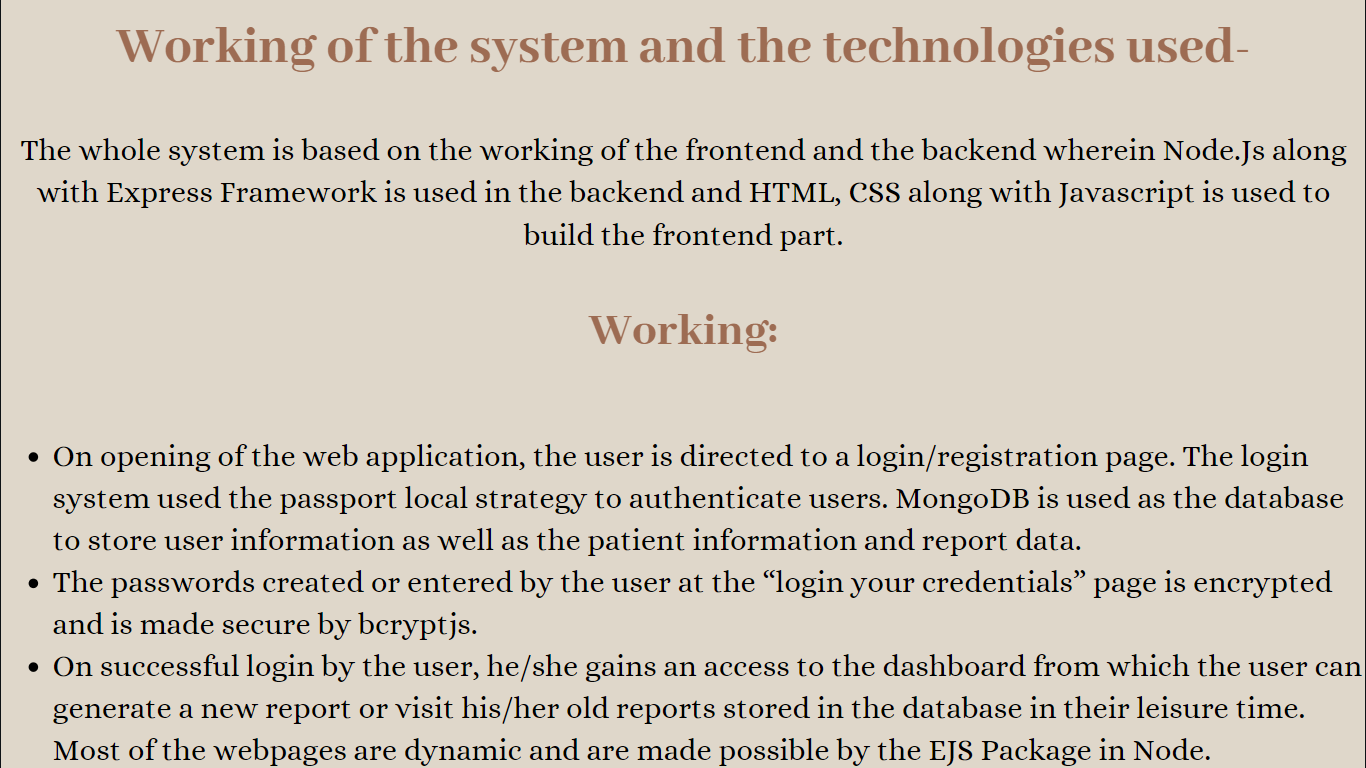 Working of the system and the technologies used-
The whole system is based on the working of the frontend and the backend wherein Node.Js along
with Express Framework is used in the backend and HTML, CSS along with Javascript is used to
build the frontend part.
Working:
• On opening of the web application, the user is directed to a login/registration page. The login
system used the passport local strategy to authenticate users. MongoDB is used as the database
to store user information as well as the patient information and report data.
• The passwords created or entered by the user at the “login your credentials” page is encrypted
and is made secure by bcryptjs.
• On successful login by the user, he/she gains an access to the dashboard from which the user can
generate a new report or visit his/her old reports stored in the database in their leisure time.
Most of the webpages are dynamic and are made possible by the EJS Package in Node.